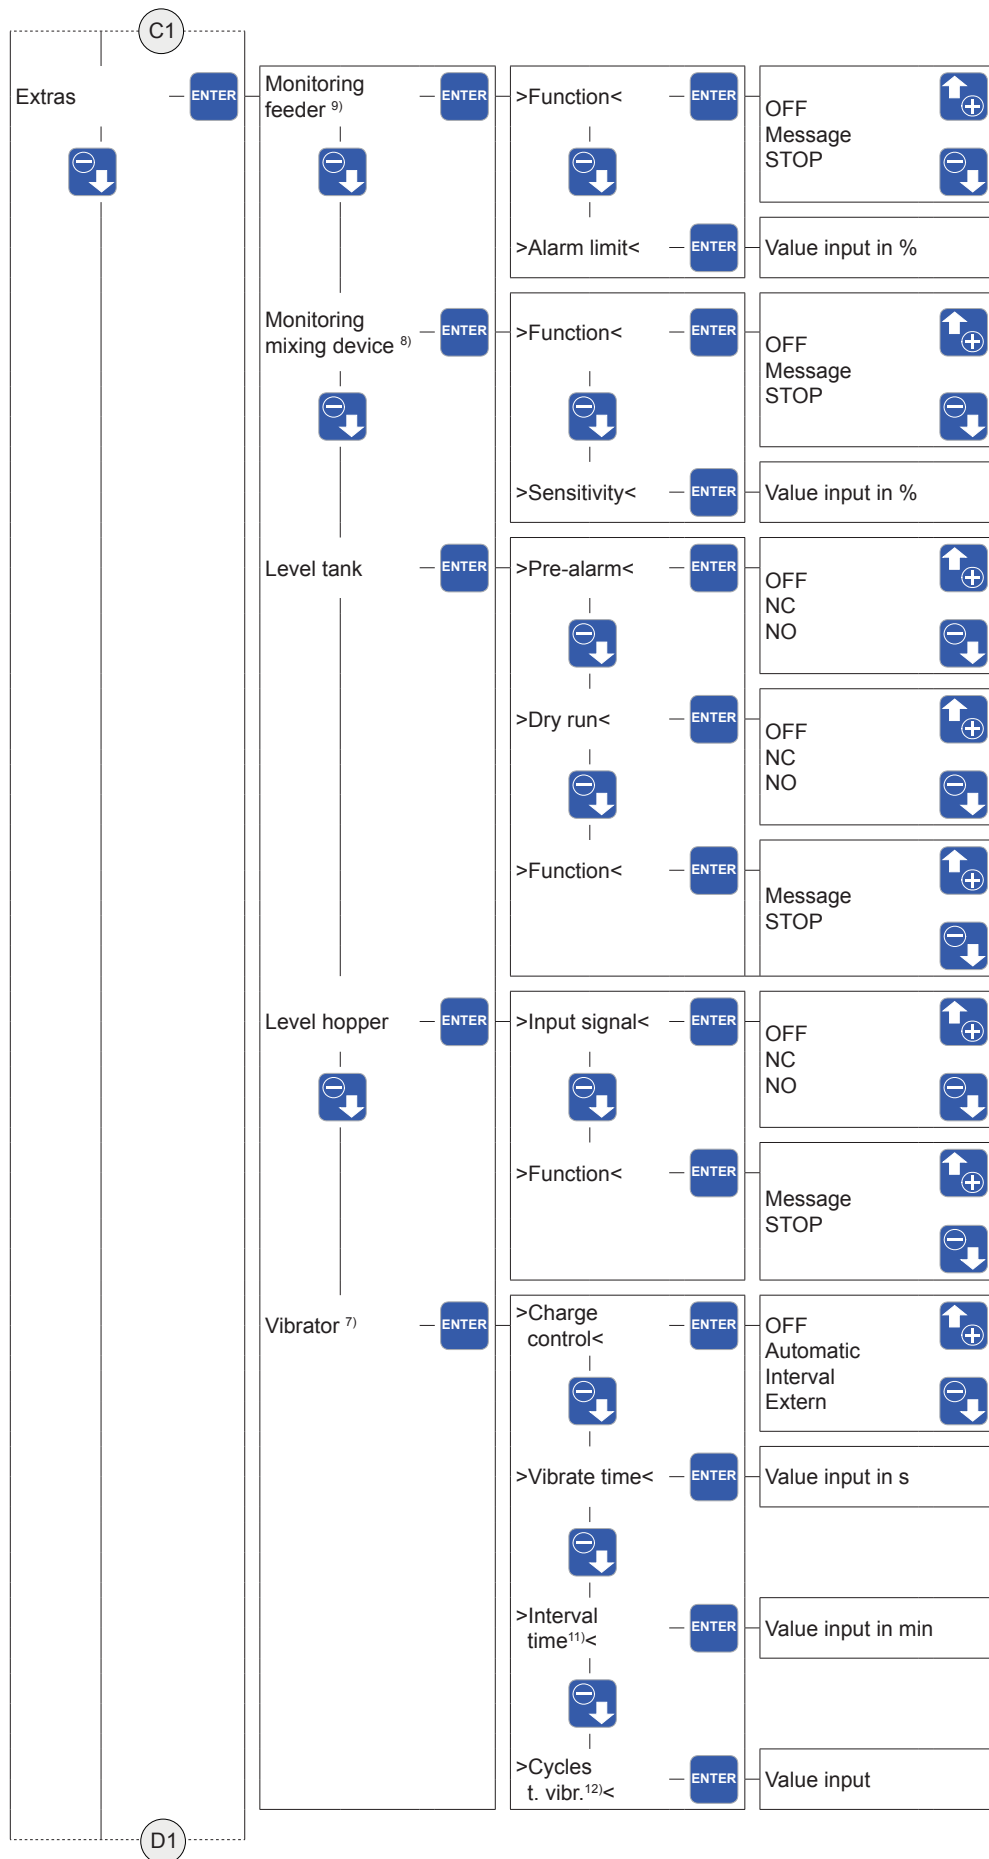 C1
Extras
ENTER
Monitoring
feeder 9)
ENTER
>Function<
ENTER
OFF
Message
STOP
>Alarm limit<
ENTER
Value input in %
Monitoring
mixing device 8)
ENTER
>Function<
ENTER
OFF
Message
STOP
>Sensitivity<
ENTER
Value input in %
Level tank
ENTER
>Pre-alarm<
ENTER
OFF
NC
NO
>Dry run<
ENTER
OFF
NC
NO
>Function<
ENTER
Message
STOP
Level hopper
ENTER
>Input signal<
ENTER
OFF
NC
NO
>Function<
ENTER
Message
STOP
Vibrator 7)
ENTER
>Charge
control<
ENTER
OFF
Automatic
Interval
Extern
>Vibrate time<
ENTER
Value input in s
>Interval
time11)<
ENTER
Value input in min
>Cycles
t. vibr.12)<
ENTER
Value input
D1